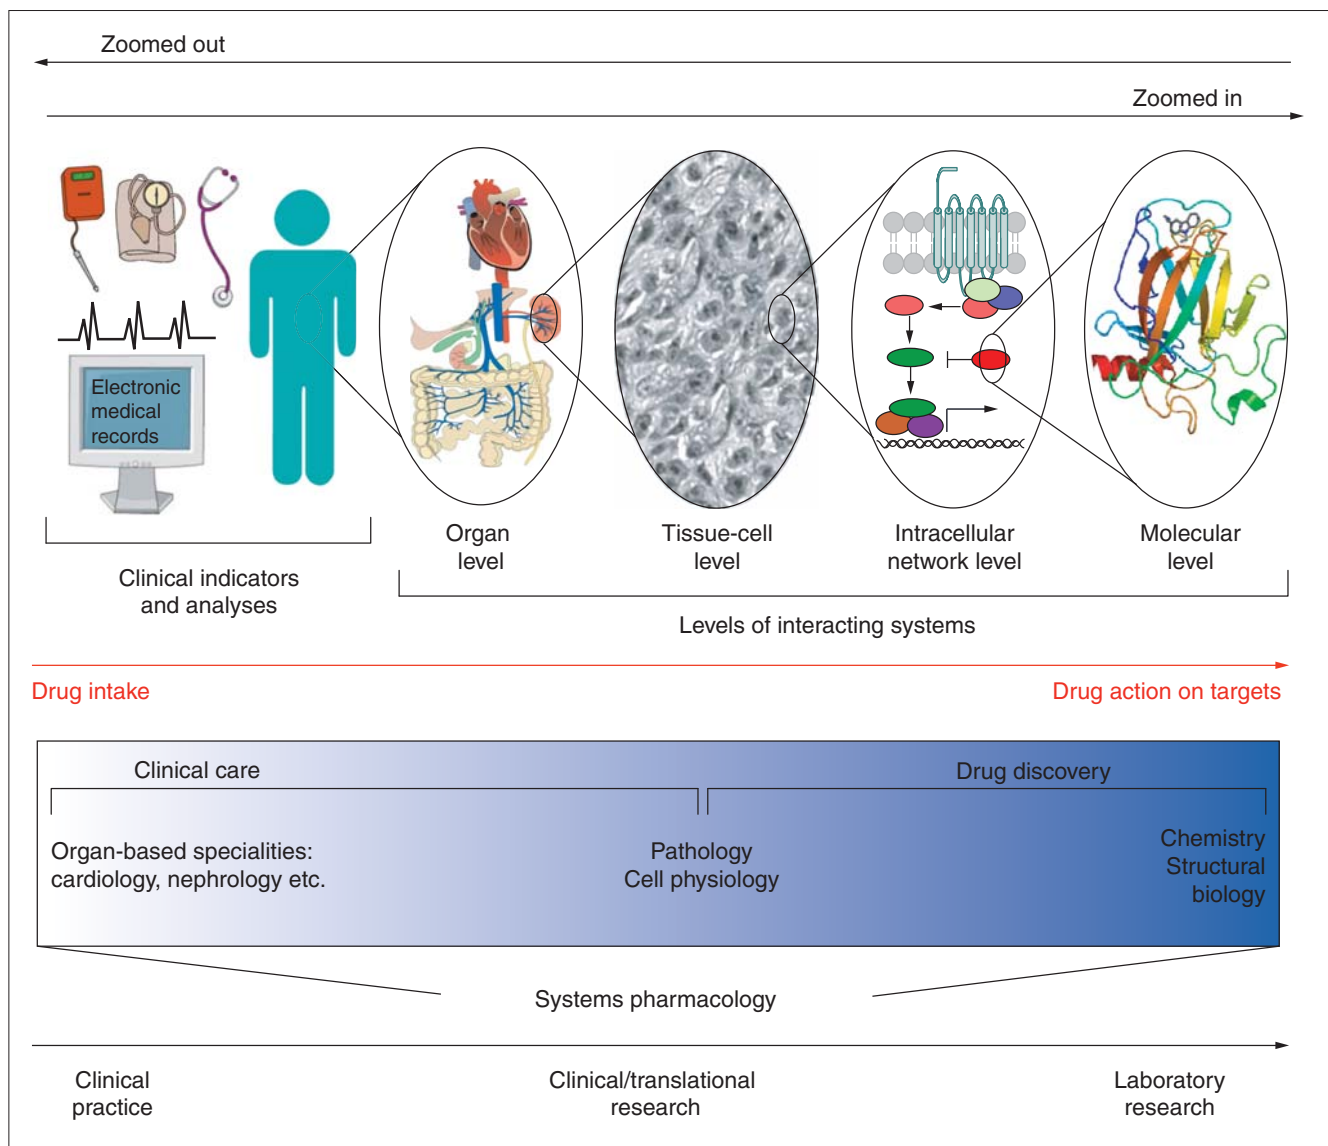 Zoomed out
Zoomed in
Electronic
medical
records
Organ
level
Tissue-cell
level
Intracellular
network level
Molecular
level
Clinical indicators
and analyses
Levels of interacting systems
Drug intake
Drug action on targets
Clinical care
Drug discovery
Organ-based specialities:
cardiology, nephrology etc.
Pathology
Cell physiology
Chemistry
Structural
biology
Systems pharmacology
Clinical
practice
Clinical/translational
research
Laboratory
research